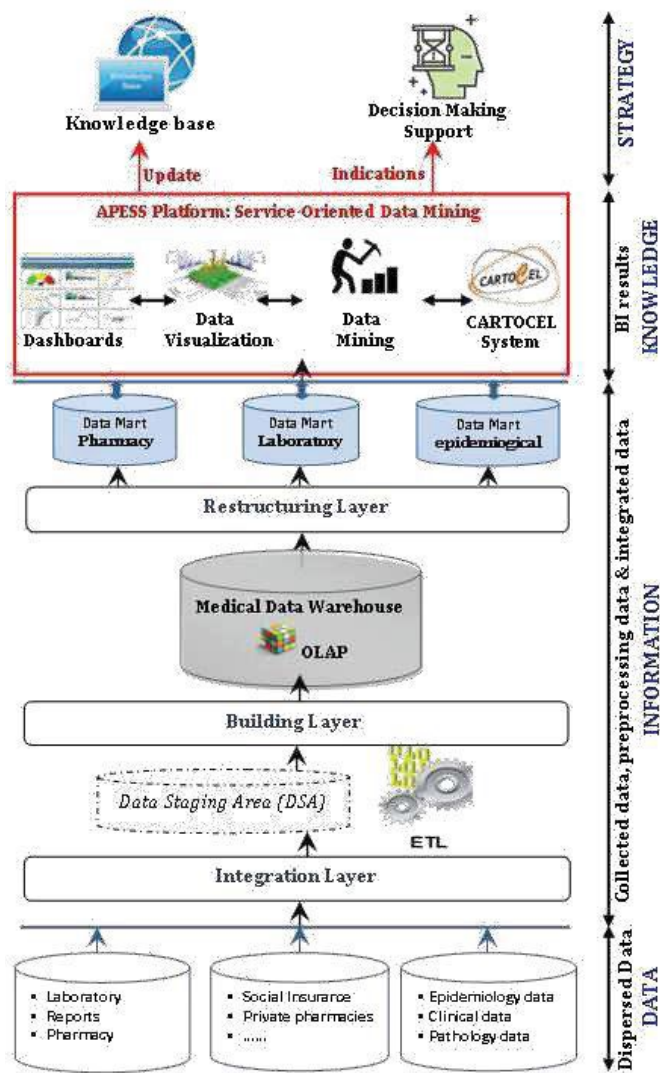 Knowledge base
Decision Making
Support
Update
Indications
APESS Platform: Service-Oriented Data Mining
CARTOCEL
Dashboards
Data
Visualization
Data
Mining
CARTOCEL
System
Data Mart
Pharmacy
Data Mart
Laboratory
Data Mart
epidemiogical
Restructuring Layer
Medical Data Warehouse
OLAP
Building Layer
Data Staging Area (DSA)
ETL
Integration Layer
▪ Laboratory
▪ Reports
▪ Pharmacy
▪ Social Insurance
▪ Private pharmacies
▪ ......
▪ Epidemiology data
▪ Clinical data
▪ Pathology data
STRATEGY
BI results
KNOWLEDGE
Collected data, preprocessing data & integrated data
INFORMATION
Dispersed Data
DATA